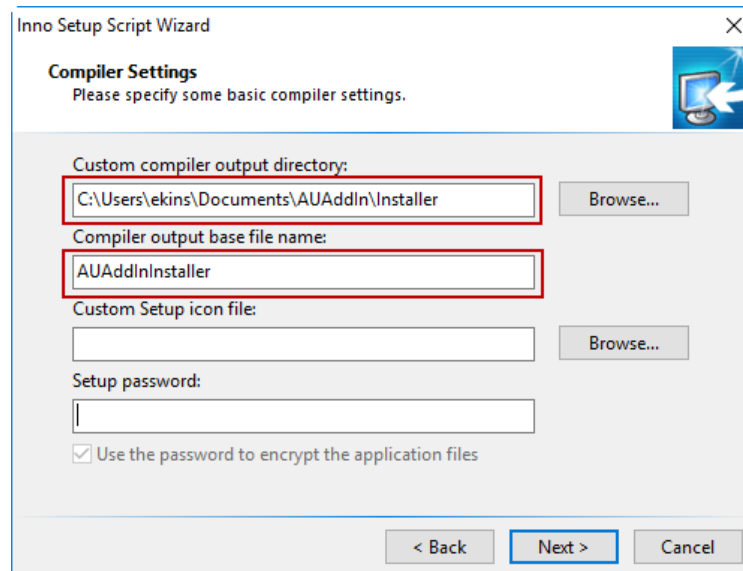 Inno Setup Script Wizard
Compiler Settings
Please specify some basic compiler settings.
Custom compiler output directory:
C:\Users\ekins\Documents\AUAddIn\Installer
Browse...
Compiler output base file name:
AUAddInInstaller
Custom Setup icon file:
Browse...
Setup password:
Use the password to encrypt the application files
< Back
Next >
Cancel